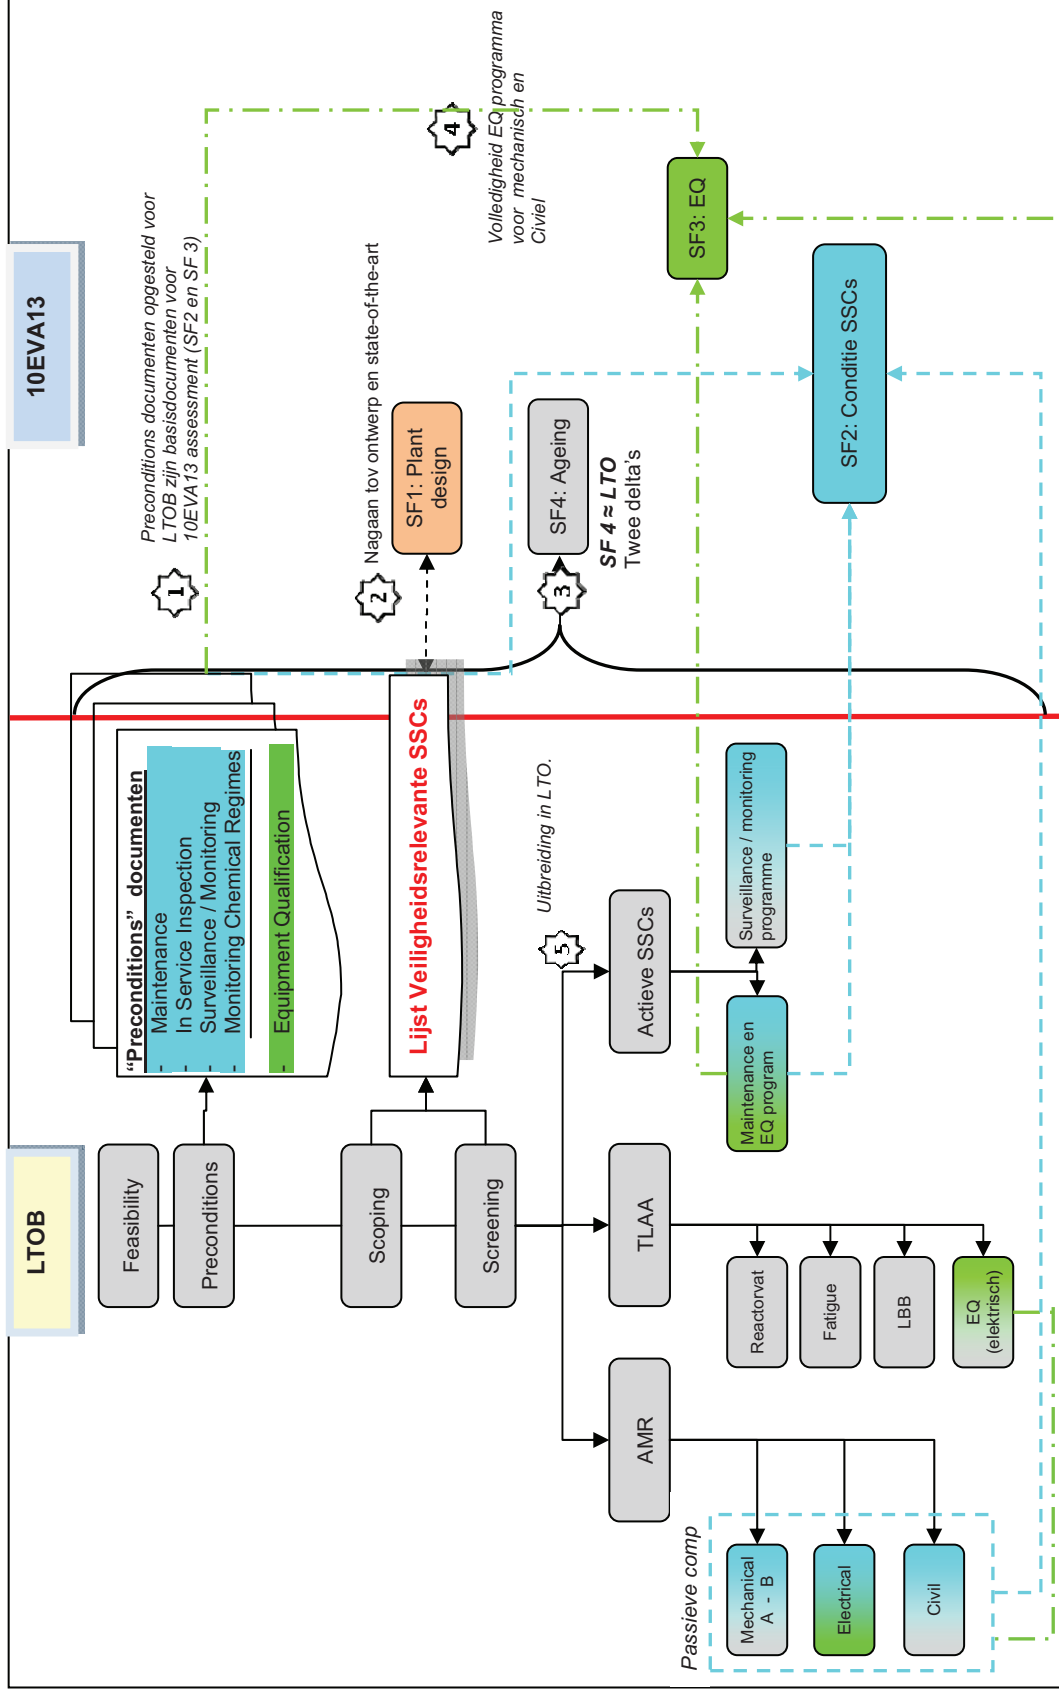 LTOB
10EVA13
Feasibility
Preconditions
Scoping
Screening
“Preconditions” documenten
- Maintenance
- In Service Inspection
- Surveillance / Monitoring
- Monitoring Chemical Regimes
- Equipment Qualification
Lijst Veiligheidsrelevante SSCs
1
Preconditions documenten opgesteld voor
LTOB zijn basisdocumenten voor
10EVA13 assessment (SF2 en SF 3)
2
Nagaan tov ontwerp en state-of-the-art
SF1: Plant
design
3
SF4: Ageing
SF 4 ≈ LTO
Twee delta’s
4
Volledigheid EQ programma
voor mechanisch en
Civiel
SF3: EQ
SF2: Conditie SSCs
5
Uitbreiding in LTO.
AMR
TLAA
Actieve SSCs
Passieve comp
Mechanical
A - B
Electrical
Civil
Reactorvat
Fatigue
LBB
EQ
(elektrisch)
Maintenance en
EQ program
Surveillance / monitoring
programme